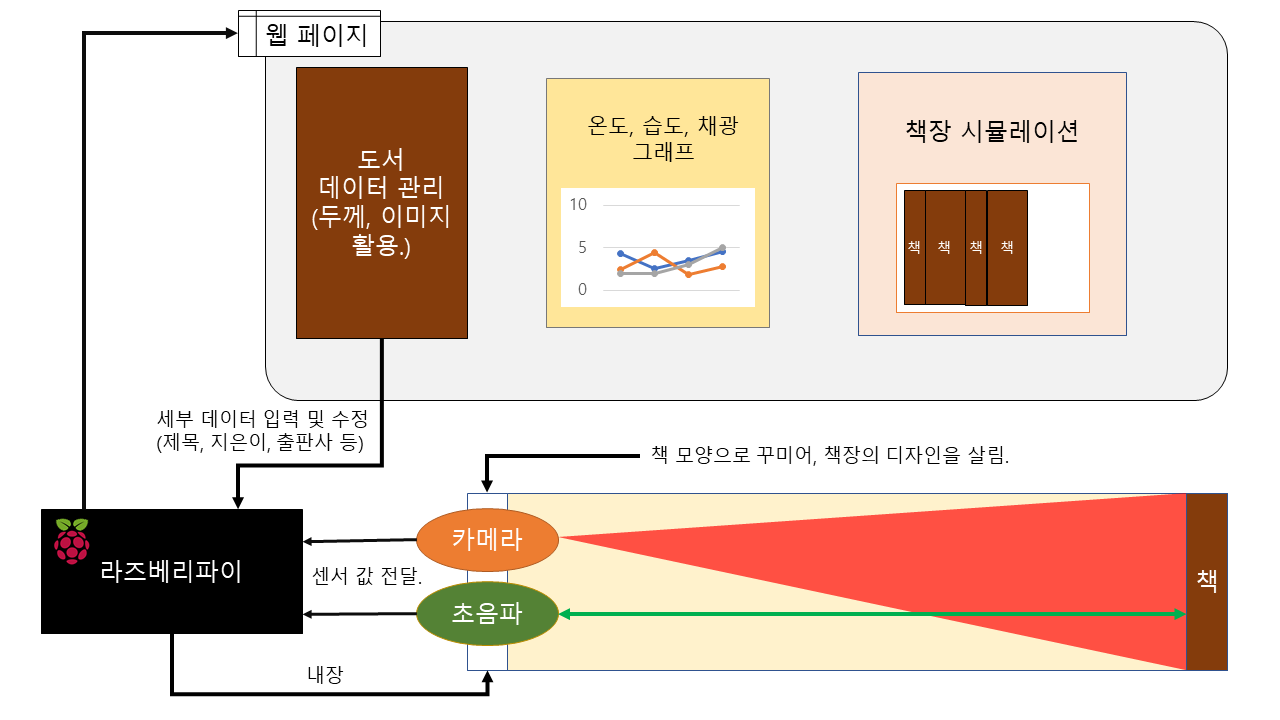 웹 페이지
도서
데이터 관리
(두께, 이미지
활용.)
온도, 습도, 채광
그래프
10
5
0
책장 시뮬레이션
책
책
책
책
세부 데이터 입력 및 수정
(제목, 지은이, 출판사 등)
책 모양으로 꾸미어, 책장의 디자인을 살림.
라즈베리파이
카메라
센서 값 전달.
초음파
책
내장